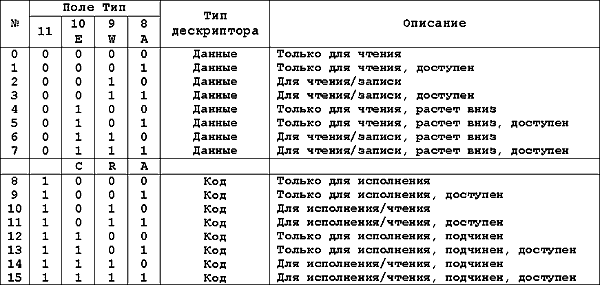 № Поле Тип Тип дескриптора Описание
11 10 9 8
E W A
0 0 0 0 0 Данные Только для чтения
1 0 0 0 1 Данные Только для чтения, доступен
2 0 0 1 0 Данные Для чтения/записи
3 0 0 1 1 Данные Для чтения/записи, доступен
4 0 1 0 0 Данные Только для чтения, растет вниз
5 0 1 0 1 Данные Только для чтения, растет вниз, доступен
6 0 1 1 0 Данные Для чтения/записи, растет вниз
7 0 1 1 1 Данные Для чтения/записи, растет вниз, доступен
C R A
8 1 0 0 0 Код Только для исполнения
9 1 0 0 1 Код Только для исполнения, доступен
10 1 0 1 0 Код Для исполнения/чтения
11 1 0 1 1 Код Для исполнения/чтения, доступен
12 1 1 0 0 Код Только для исполнения, подчинен
13 1 1 0 1 Код Только для исполнения, подчинен, доступен
14 1 1 1 0 Код Для исполнения/чтения, подчинен
15 1 1 1 1 Код Для исполнения/чтения, подчинен, доступен